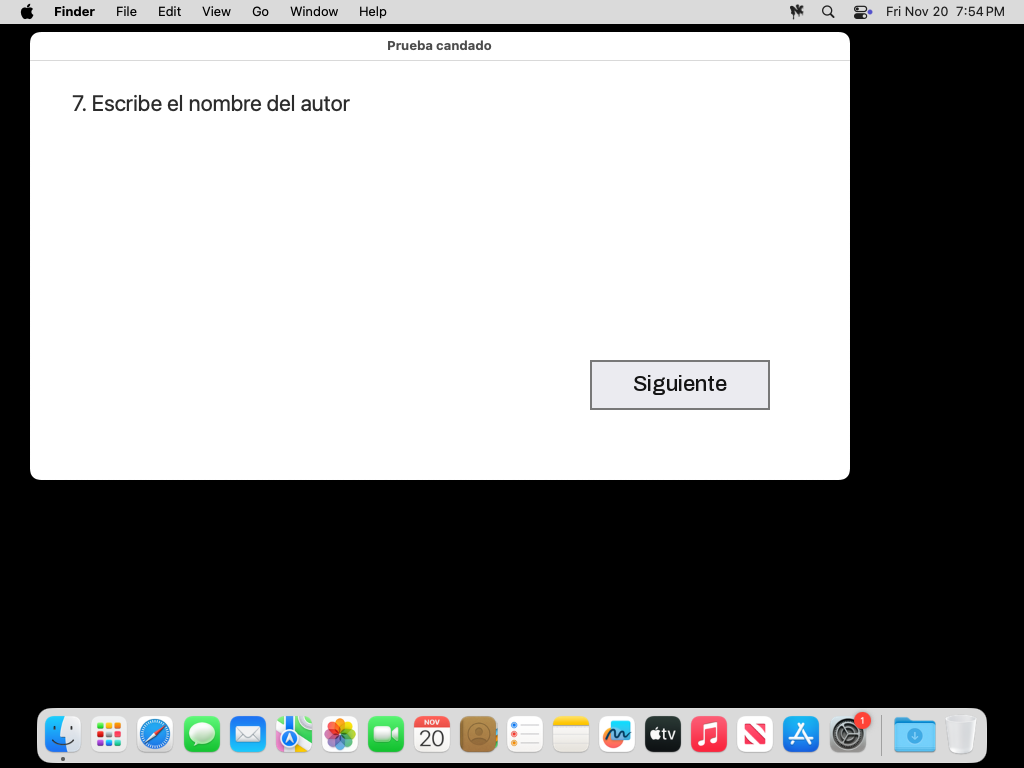 Finder File Edit View Go Window Help Fri Nov 20 7:54 PM
Prueba candado
7. Escribe el nombre del autor
Siguiente
NOV
20
tv
1